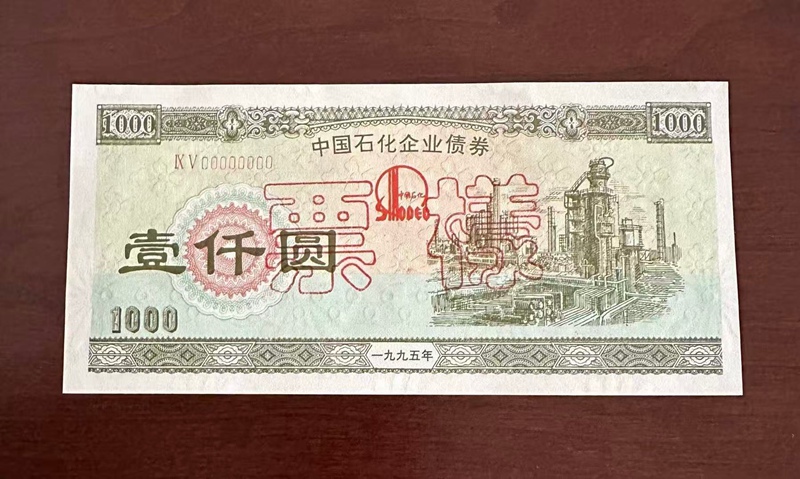 1000 1000
中国石化企业债券
KV00000000
中国石化
SINOPEC
票樣
壹仟圆
1000
一九九五年